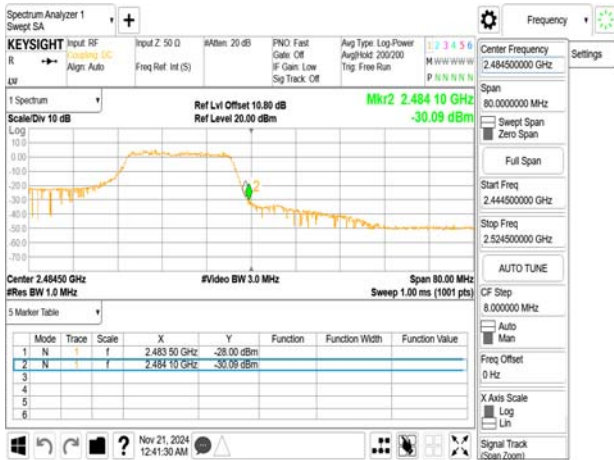 Spectrum Analyzer 1
Swept SA
+
Frequency
KEYSIGHT
Input: RF
Coupling: DC
Align: Auto
Input Z: 50 Ω
Freq Ref: Int (S)
#Atten: 20 dB
PNO: Fast
Gate: Off
IF Gain: Low
Sig Track: Off
Avg Type: Log-Power
Avg|Hold: 200/200
Trig: Free Run
1 2 3 4 5 6
M W W W W W
P N N N N N
R
1 Spectrum
Scale/Div 10 dB
Ref Lvl Offset 10.80 dB
Ref Level 20.00 dBm
Mkr2 2.484 10 GHz
-30.09 dBm
Log
10.0
0.00
-10.0
-20.0
-30.0
-40.0
-50.0
-60.0
-70.0
2
Center 2.48450 GHz
#Res BW 1.0 MHz
#Video BW 3.0 MHz
Span 80.00 MHz
Sweep 1.00 ms (1001 pts)
5 Marker Table
Mode Trace Scale X Y Function Function Width Function Value
1 N 1 f 2.483 50 GHz -28.00 dBm
2 N 1 f 2.484 10 GHz -30.09 dBm
3
4
5
6
Nov 21, 2024
12:41:30 AM
Center Frequency
2.484500000 GHz
Settings
Span
80.0000000 MHz
Swept Span
Zero Span
Full Span
Start Freq
2.444500000 GHz
Stop Freq
2.524500000 GHz
AUTO TUNE
CF Step
8.000000 MHz
Auto
Man
Freq Offset
0 Hz
X Axis Scale
Log
Lin
Signal Track
(Span Zoom)